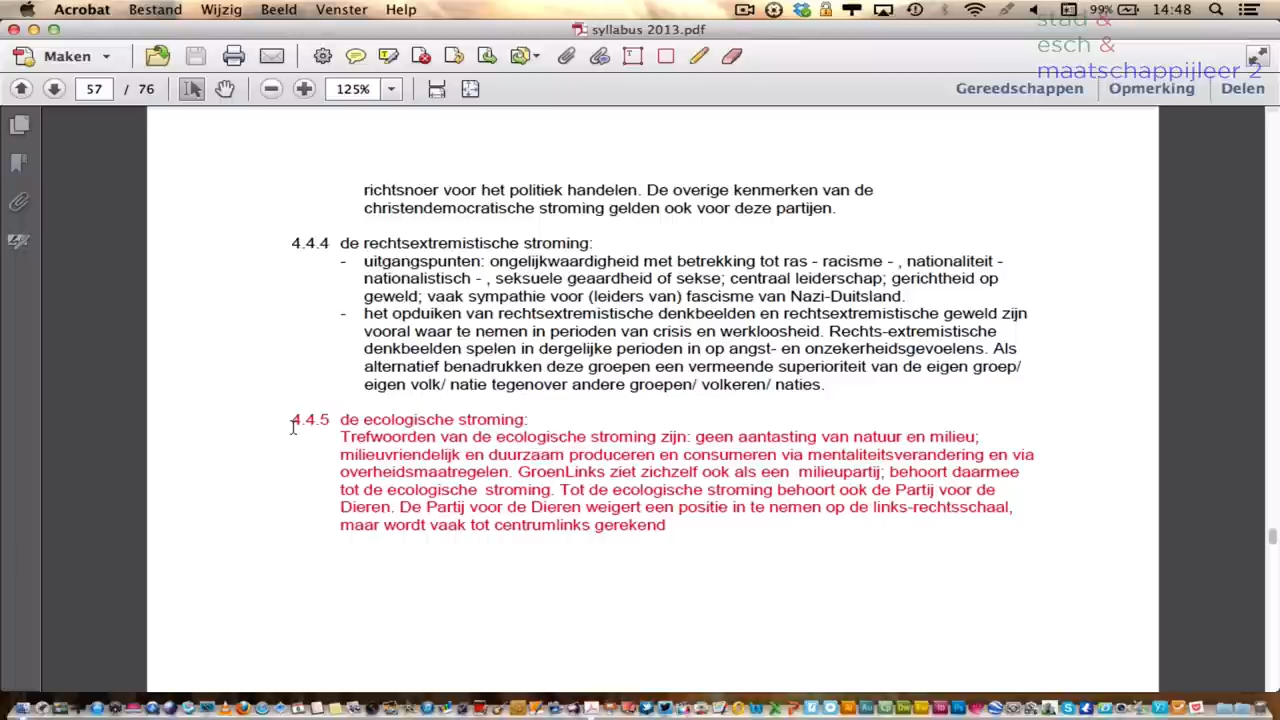 Acrobat Bestand Wijzig Beeld Venster Help 99% 14:48
syllabus 2013.pdf
stad &
esch &
maatschappijleer 2
Maken
57 / 76 125% Gereedschappen Opmerking Delen
richtsnoer voor het politiek handelen. De overige kenmerken van de
christendemocratische stroming gelden ook voor deze partijen.
4.4.4 de rechtsextremistische stroming:
- uitgangspunten: ongelijkwaardigheid met betrekking tot ras - racisme - , nationaliteit -
nationalistisch - , seksuele geaardheid of sekse; centraal leiderschap; gerichtheid op
geweld; vaak sympathie voor (leiders van) fascisme van Nazi-Duitsland.
- het opduiken van rechtsextremistische denkbeelden en rechtsextremistische geweld zijn
vooral waar te nemen in perioden van crisis en werkloosheid. Rechts-extremistische
denkbeelden spelen in dergelijke perioden in op angst- en onzekerheidsgevoelens. Als
alternatief benadrukken deze groepen een vermeende superioriteit van de eigen groep/
eigen volk/ natie tegenover andere groepen/ volkeren/ naties.
4.4.5 de ecologische stroming:
Trefwoorden van de ecologische stroming zijn: geen aantasting van natuur en milieu;
milieuvriendelijk en duurzaam produceren en consumeren via mentaliteitsverandering en via
overheidsmaatregelen. GroenLinks ziet zichzelf ook als een milieupartij; behoort daarmee
tot de ecologische stroming. Tot de ecologische stroming behoort ook de Partij voor de
Dieren. De Partij voor de Dieren weigert een positie in te nemen op de links-rechtsschaal,
maar wordt vaak tot centrumlinks gerekend